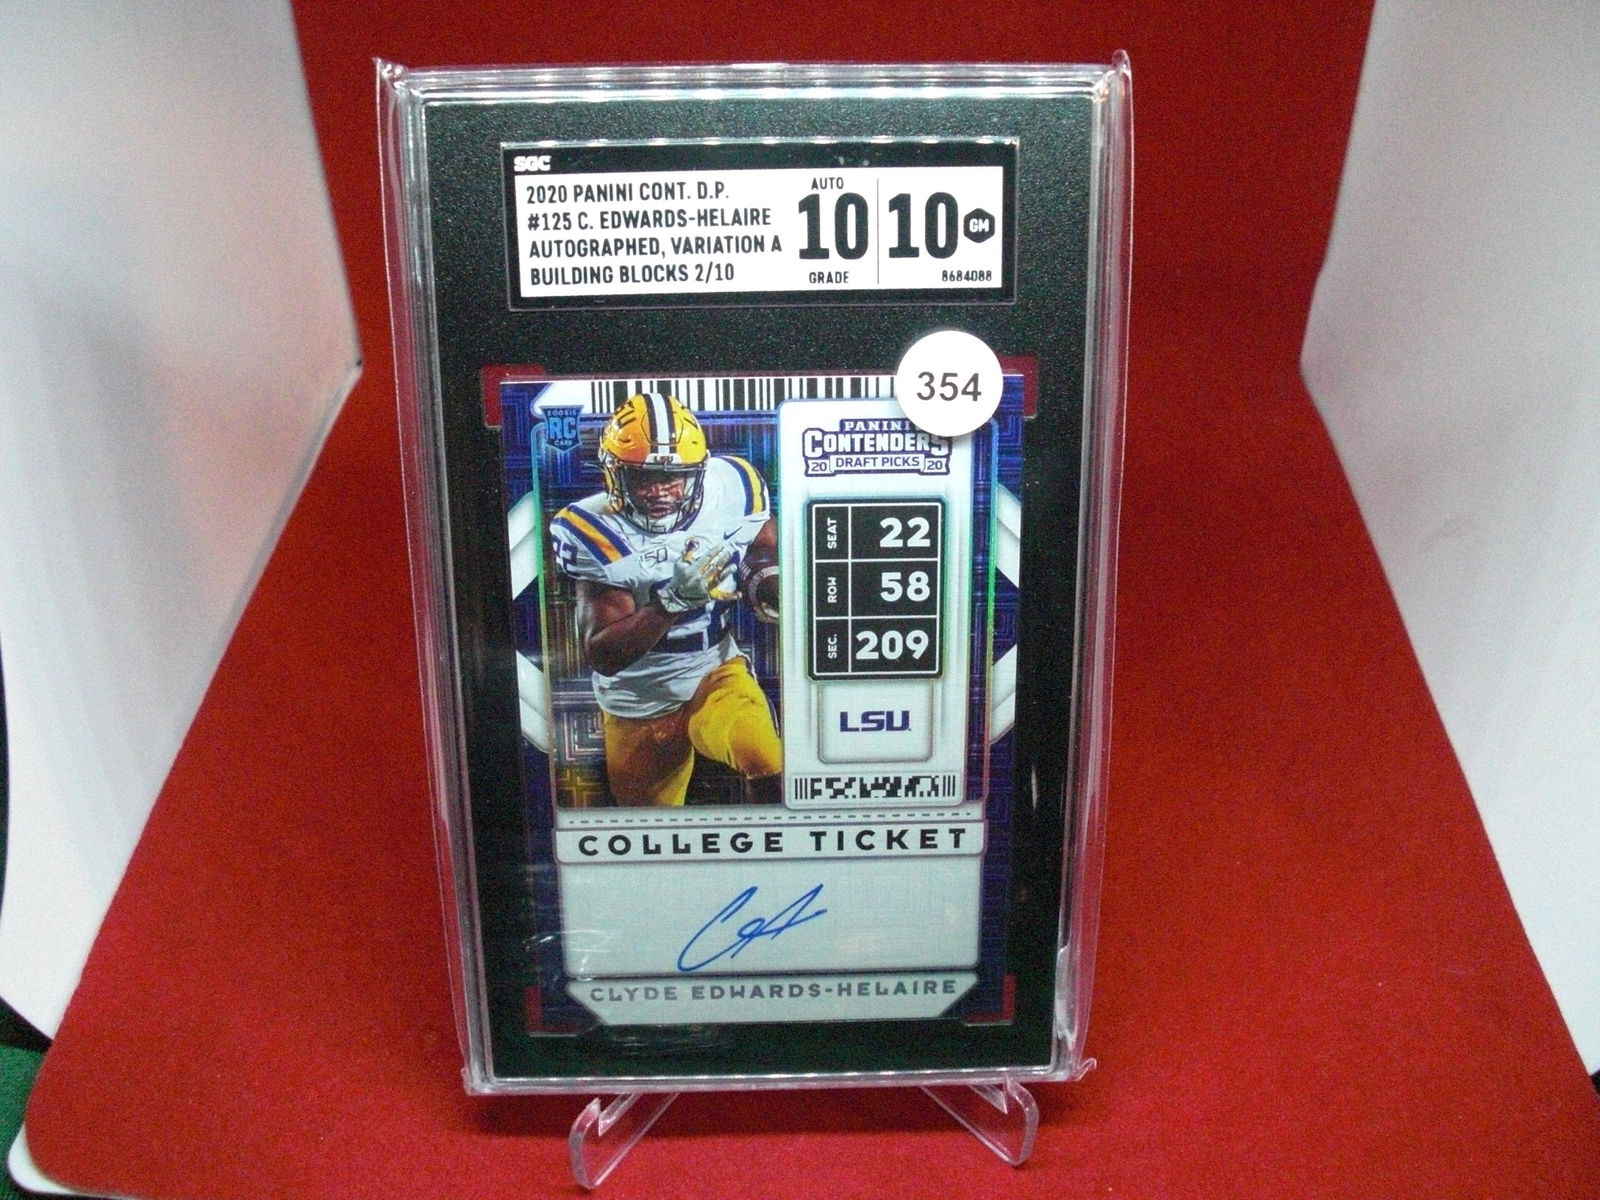 SGC
2020 PANINI CONT. D.P.
#125 C. EDWARDS-HELAIRE
AUTOGRAPHED, VARIATION A
BUILDING BLOCKS 2/10
AUTO
10
GRADE
10
GM
8684088
354
ROOKIE
RC
CARD
PANINI
CONTENDERS
20 DRAFT PICKS 20
LSU
150
SEAT 22
ROW 58
SEC. 209
LSU
COLLEGE TICKET
CLYDE EDWARDS-HELAIRE